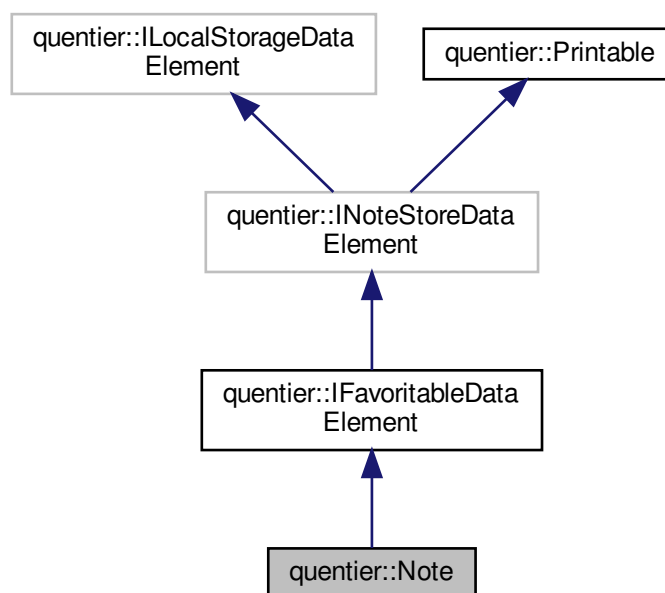 quentier::ILocalStorageData
Element
quentier::Printable
quentier::INoteStoreData
Element
quentier::IFavoritableData
Element
quentier::Note